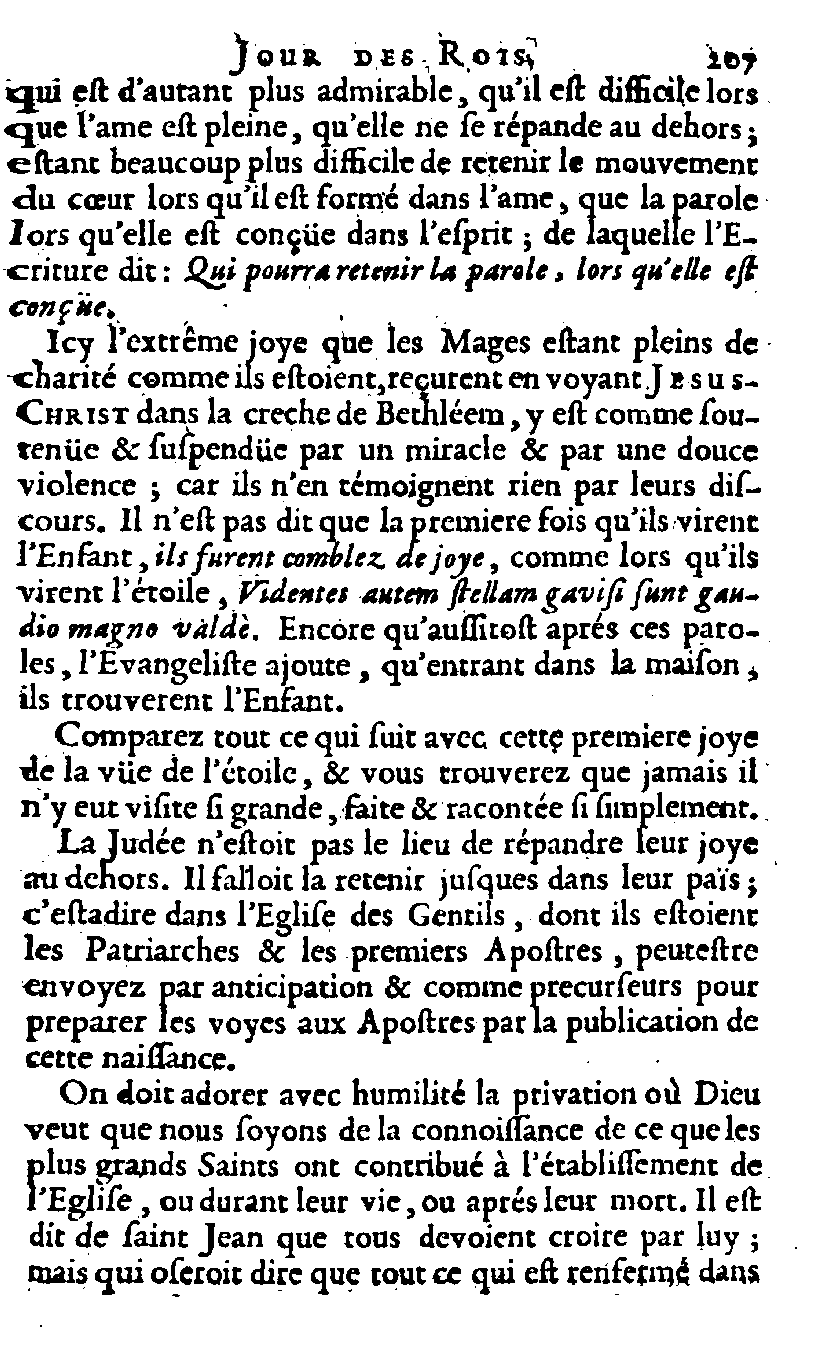 JOUR DES ROIS, 207
qui eſt d'autant plus admirable, qu'il eſt difficile lors
que l'ame eſt pleine, qu'elle ne ſe répande au dehors;
eſtant beaucoup plus difficile de retenir le mouvement
du cœur lors qu'il eſt formé dans l'ame, que la parole
lors qu'elle eſt conçüe dans l'eſprit ; de laquelle l'E-
criture dit : Qui pourra retenir la parole, lors qu'elle eſt
conçüe.
Icy l'extrême joye que les Mages eſtant pleins de
charité comme ils eſtoient, reçurent en voyant JESUS-
CHRIST dans la creche de Bethléem, y eſt comme ſou-
tenüe & ſuſpendüe par un miracle & par une douce
violence ; car ils n'en témoignent rien par leurs diſ-
cours. Il n'eſt pas dit que la premiere fois qu'ils virent
l'Enfant, ils furent comblez de joye, comme lors qu'ils
virent l'étoile, Videntes autem ſtellam gaviſi ſunt gau-
dio magno valdè. Encore qu'auſſitoſt aprés ces paro-
les, l'Evangeliſte ajoute, qu'entrant dans la maiſon,
ils trouverent l'Enfant.
Comparez tout ce qui ſuit avec cette premiere joye
de la vüe de l'étoile, & vous trouverez que jamais il
n'y eut viſite ſi grande, faite & racontée ſi ſimplement.
La Judée n'eſtoit pas le lieu de répandre leur joye
au dehors. Il falloit la retenir juſques dans leur païs ;
c'eſtadire dans l'Egliſe des Gentils, dont ils eſtoient
les Patriarches & les premiers Apoſtres, peuteſtre
envoyez par anticipation & comme precurſeurs pour
preparer les voyes aux Apoſtres par la publication de
cette naiſſance.
On doit adorer avec humilité la privation où Dieu
veut que nous ſoyons de la connoiſſance de ce que les
plus grands Saints ont contribué à l'établiſſement de
l'Egliſe, ou durant leur vie, ou aprés leur mort. Il eſt
dit de ſaint Jean que tous devoient croire par luy ;
mais qui oſeroit dire que tout ce qui eſt renfermé dans